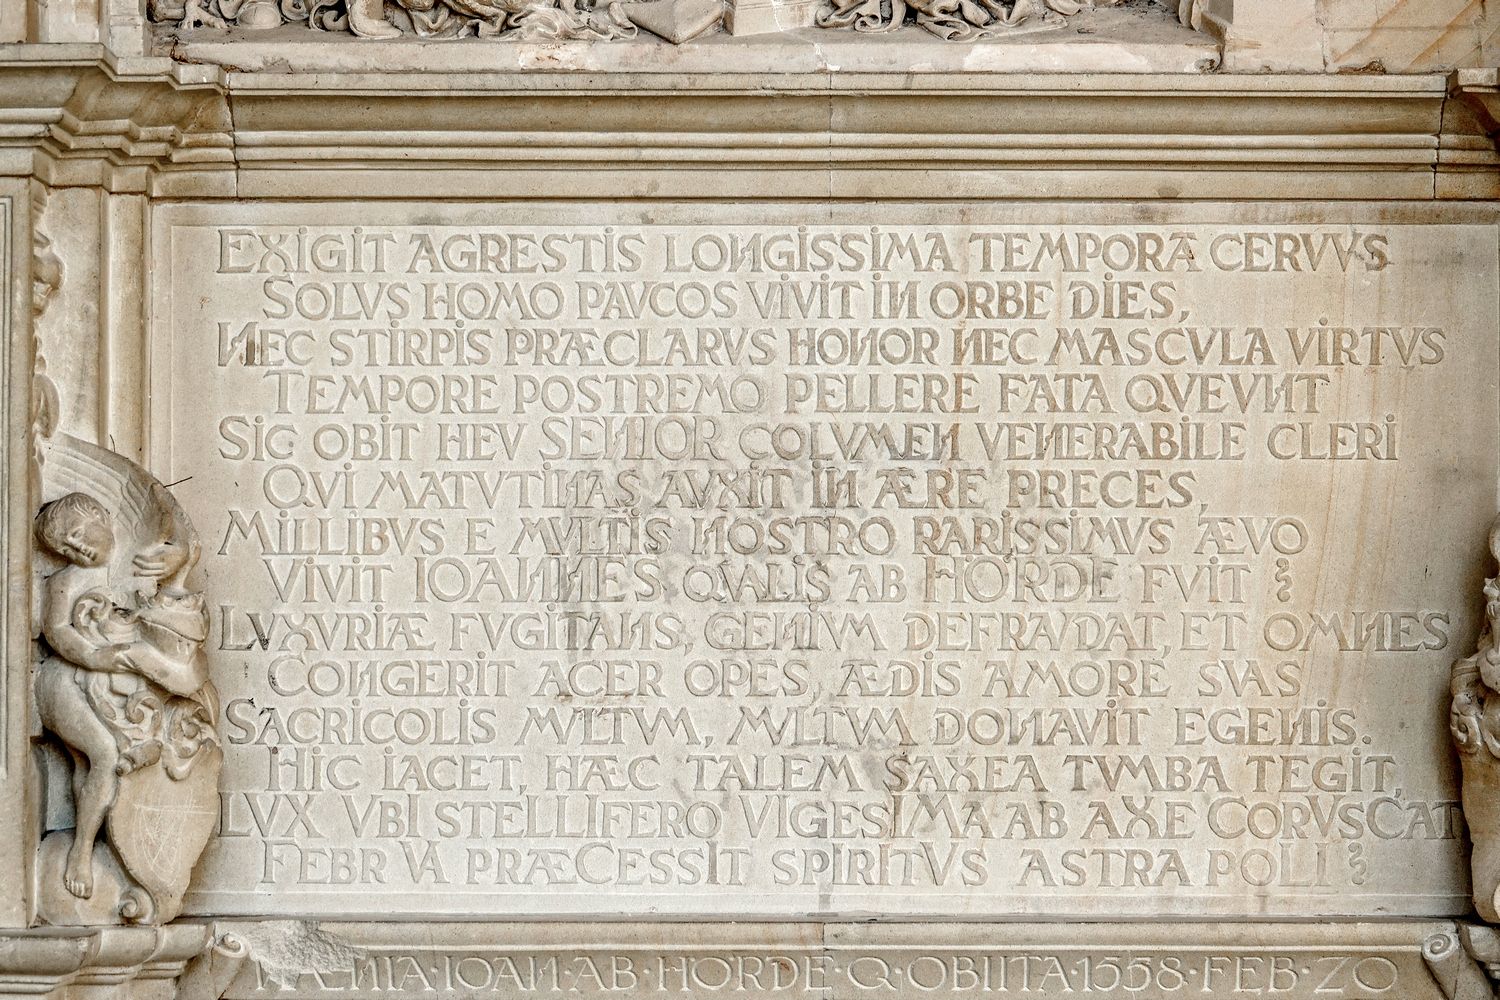 EXIGIT AGRESTIS LONGISSIMA TEMPORA CERVVS
SOLVS HOMO PAVCOS VIVIT IN ORBE DIES,
NEC STIRPIS PRÆCLARVS HONOR NEC MASCVLA VIRTVS
TEMPORE POSTREMO PELLERE FATA QVEVNT
SIC OBIT HEV SENIOR COLVMEN VENERABILE CLERI
QVI MATVTINAS AVXIT IN ÆRE PRECES,
MILLIBVS E MVLTIS NOSTRO RARISSIMVS ÆVO
VIVIT IOANNES QVALIS AB HORDE FVIT
LVXVRIÆ FVGITANS, GENIVM DEFRAVDAT, ET OMNES
CONGERIT ACER OPES, ÆDIS AMORE SVAS
SACRICOLIS MVLTVM, MVLTVM DONAVIT EGENIS.
HIC IACET, HÆC TALEM SAXEA TVMBA TEGIT,
LVX VBI STELLIFERO VIGESIMA AB AXE CORVSCAT
FEBRVA PRÆCESSIT SPIRITVS ASTRA POLI
NÆNIA·IOAN·AB·HORDE·Q·OBIITA·1558·FEB·20